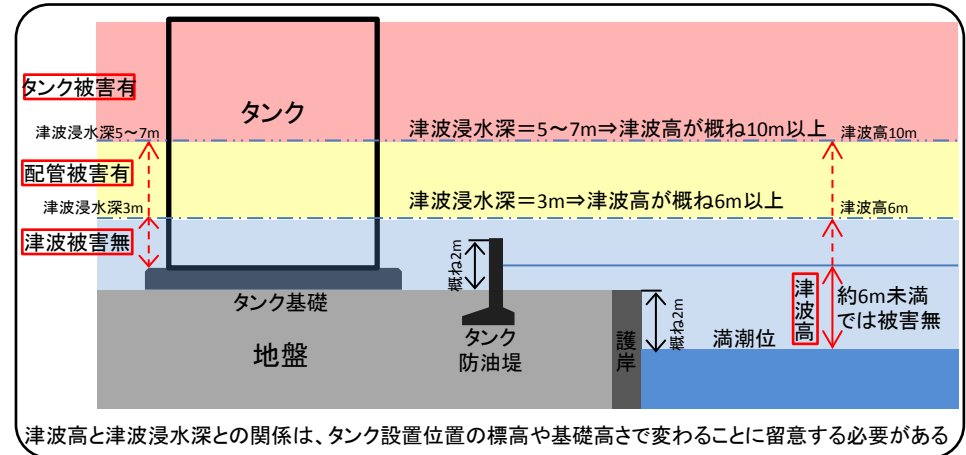 タンク被害有
タンク
津波浸水深5～7m
津波浸水深＝5～7m⇒津波高が概ね10m以上
津波高10m
配管被害有
津波浸水深3m
津波浸水深＝3m⇒津波高が概ね6m以上
津波高6m
津波被害無
概ね2m
タンク基礎
地盤
タンク
防油堤
護岸
概ね2m
満潮位
津波高
約6m未満
では被害無
津波高と津波浸水深との関係は、タンク設置位置の標高や基礎高さで変わることに留意する必要がある